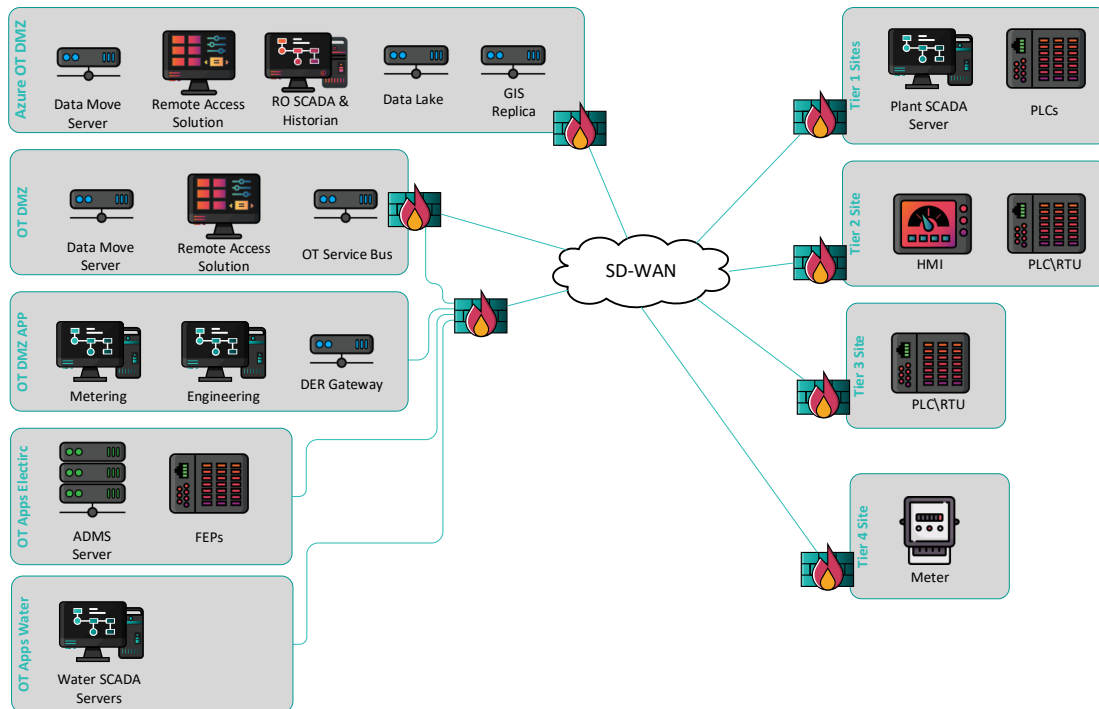 Azure OT DMZ
Data Move
Server
Remote Access
Solution
RO SCADA &
Historian
Data Lake
GIS
Replica
OT DMZ
Data Move
Server
Remote Access
Solution
OT Service Bus
OT DMZ APP
Metering
Engineering
DER Gateway
OT Apps Electirc
ADMS
Server
FEPs
OT Apps Water
Water SCADA
Servers
SD-WAN
Tier 1 Sites
Plant SCADA
Server
PLCs
Tier 2 Site
HMI
PLC\RTU
Tier 3 Site
PLC\RTU
Tier 4 Site
Meter